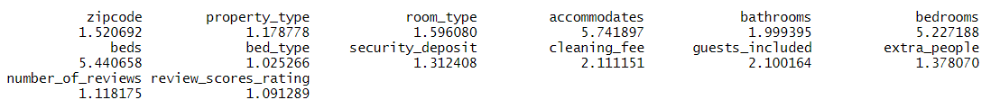 zipcode property_type room_type accommodates bathrooms bedrooms
1.520692 1.178778 1.596080 5.741897 1.999395 5.227188
beds bed_type security_deposit cleaning_fee guests_included extra_people
5.440658 1.025266 1.312408 2.111151 2.100164 1.378070
number_of_reviews review_scores_rating
1.118175 1.091289